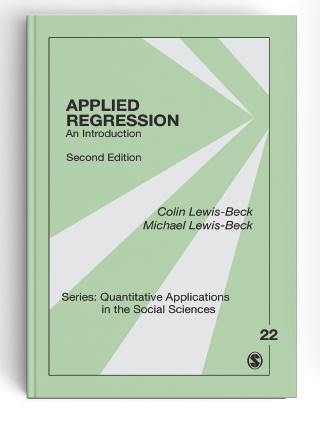 APPLIED
REGRESSION
An Introduction
Second Edition
Colin Lewis-Beck
Michael Lewis-Beck
Series: Quantitative Applications
in the Social Sciences
22
S